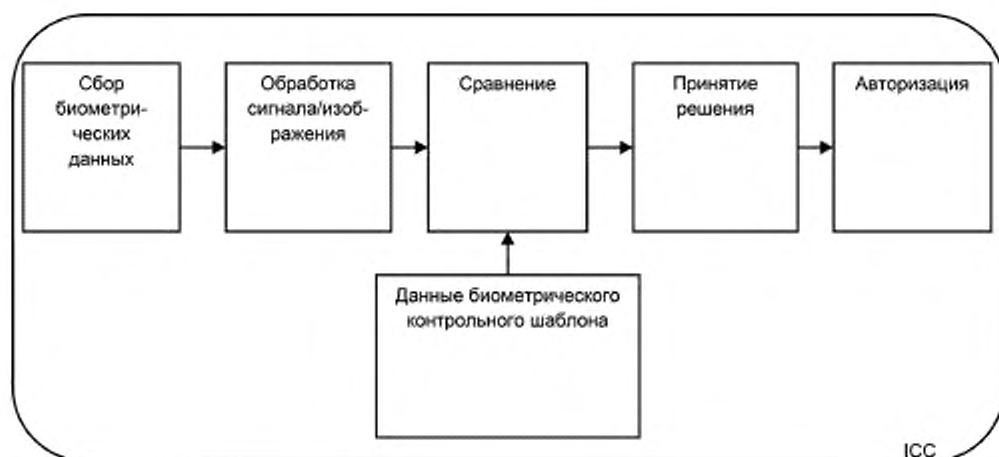 Сбор
биометри-
ческих
данных
Обработка
сигнала/изоб-
ражения
Сравнение
Принятие
решения
Авторизация
Данные биометрического
контрольного шаблона
ICC